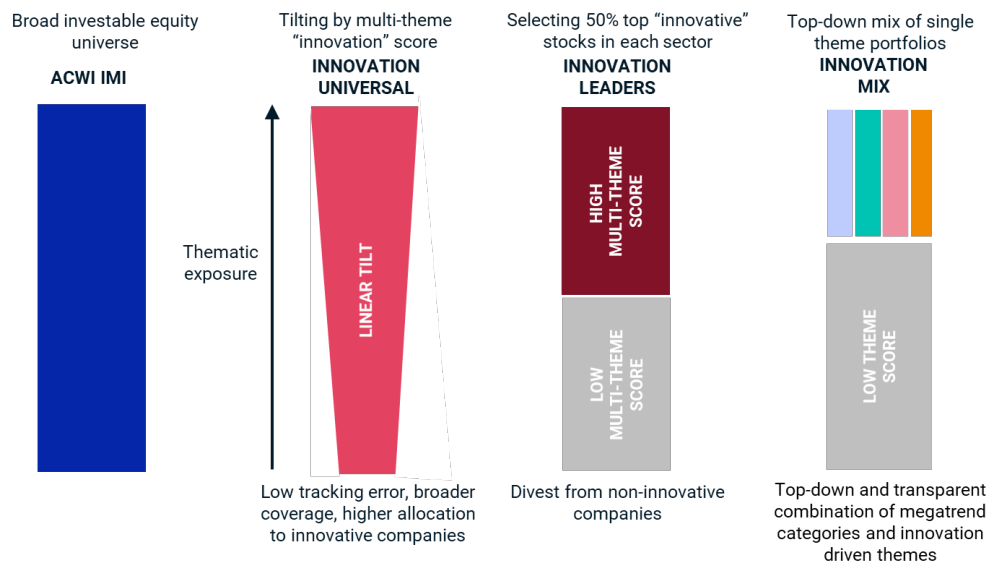 Broad investable equity
universe
ACWI IMI
Tilting by multi-theme
“innovation” score
INNOVATION
UNIVERSAL
Selecting 50% top “innovative”
stocks in each sector
INNOVATION
LEADERS
Top-down mix of single
theme portfolios
INNOVATION
MIX
Thematic
exposure
LINEAR TILT
HIGH
MULTI-THEME
SCORE
LOW
MULTI-THEME
SCORE
LOW THEME
SCORE
Low tracking error, broader
coverage, higher allocation
to innovative companies
Divest from non-innovative
companies
Top-down and transparent
combination of megatrend
categories and innovation
driven themes